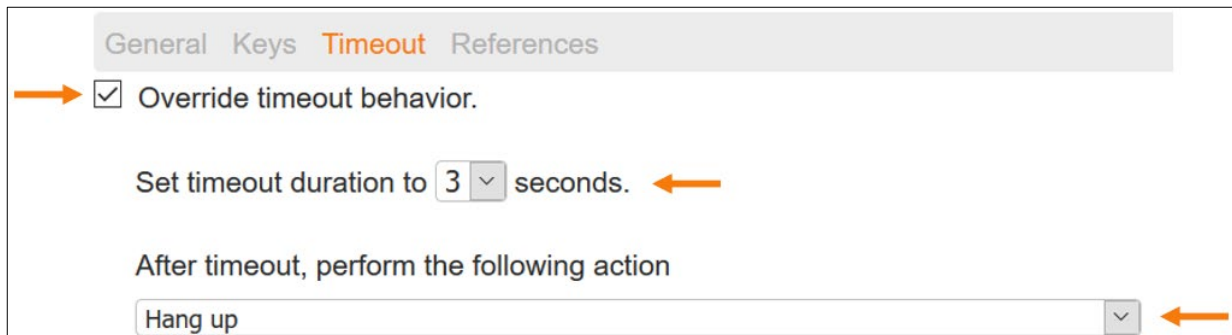 General Keys Timeout References
Override timeout behavior.
Set timeout duration to 3 seconds.
After timeout, perform the following action
Hang up